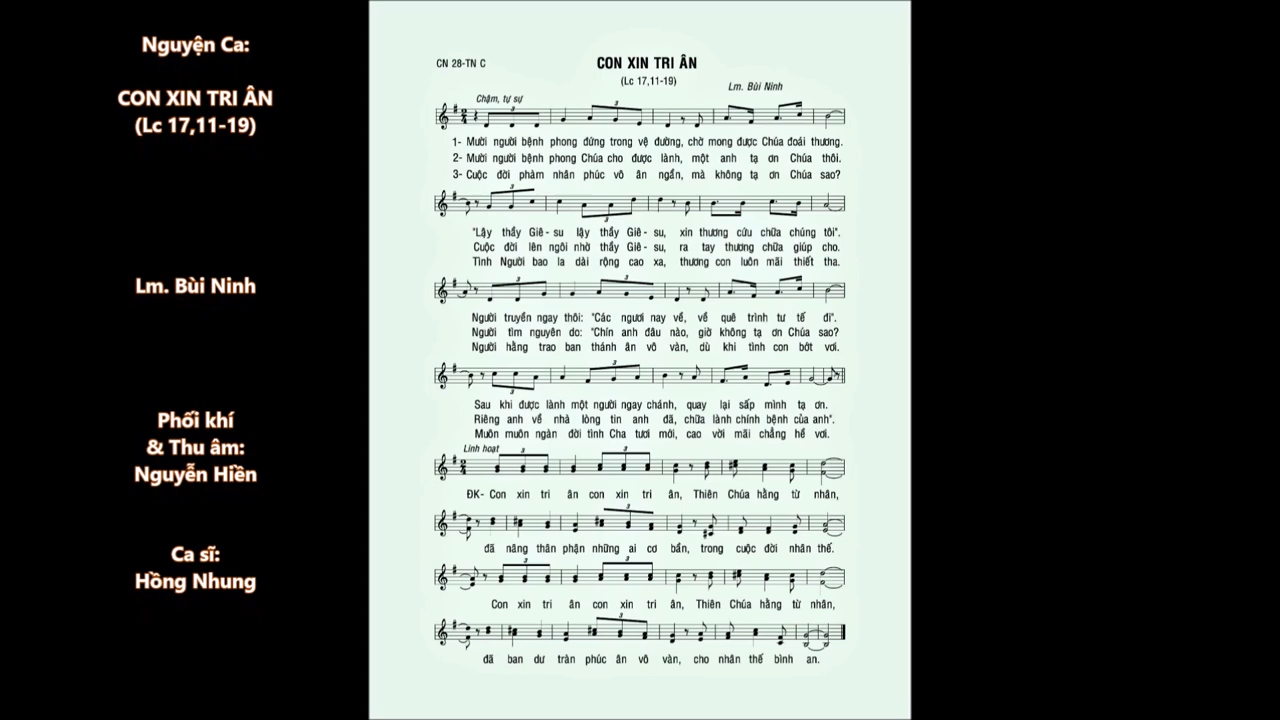 Nguyện Ca:
CON XIN TRI ÂN
(Lc 17,11-19)
Lm. Bùi Ninh
Phối khí
& Thu âm:
Nguyễn Hiền
Ca sĩ:
Hồng Nhung
CN 28-TN C
CON XIN TRI ÂN
(Lc 17,11-19)
Lm. Bùi Ninh
Chậm, tự sự
1- Mười người bệnh phong đứng trong vệ đường, chờ mong được Chúa đoái thương.
2- Mười người bệnh phong Chúa cho được lành, một anh tạ ơn Chúa thôi.
3- Cuộc đời phàm nhân phúc vô ân ngần, mà không tạ ơn Chúa sao?
"Lậy thầy Giê- su lậy thầy Giê- su, xin thương cứu chữa chúng tôi".
Cuộc đời lên ngôi nhờ thầy Giê- su, ra tay thương chữa giúp cho.
Tình Người bao la dài rộng cao xa, thương con luôn mãi thiết tha.
Người truyền ngay thôi: "Các ngươi nay về, về quê trình tư tế đi".
Người tìm nguyên do: "Chín anh đâu nào, giờ không tạ ơn Chúa sao?
Người hằng trao ban thánh ân vô vàn, dù khi tình con bớt vơi.
Sau khi được lành một người ngay chánh, quay lại sấp mình tạ ơn.
Riêng anh về nhà lòng tin anh đã, chữa lành chính bệnh của anh".
Muôn muôn ngàn đời tình Cha tươi mới, cao vời mãi chẳng hề vơi.
Linh hoạt
ĐK- Con xin tri ân con xin tri ân, Thiên Chúa hằng từ nhân,
đã nâng thân phận những ai cơ bần, trong cuộc đời nhân thế.
Con xin tri ân con xin tri ân, Thiên Chúa hằng từ nhân,
đã ban dư tràn phúc ân vô vàn, cho nhân thế bình an.